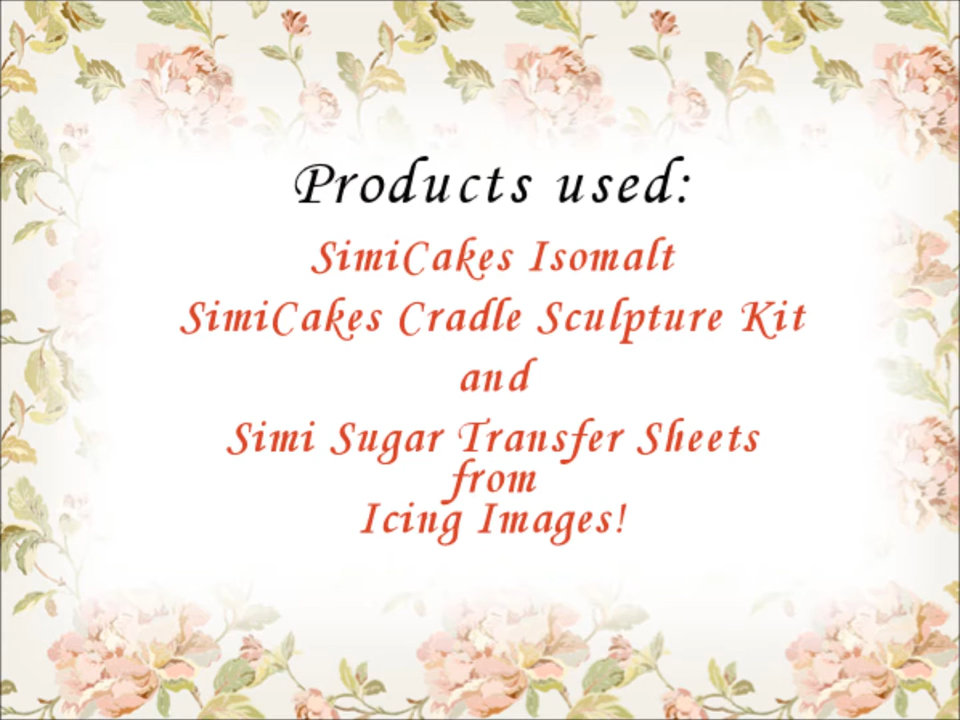 Products used:
SimiCakes Isomalt
SimiCakes Cradle Sculpture Kit
and
Simi Sugar Transfer Sheets
from
Icing Images!